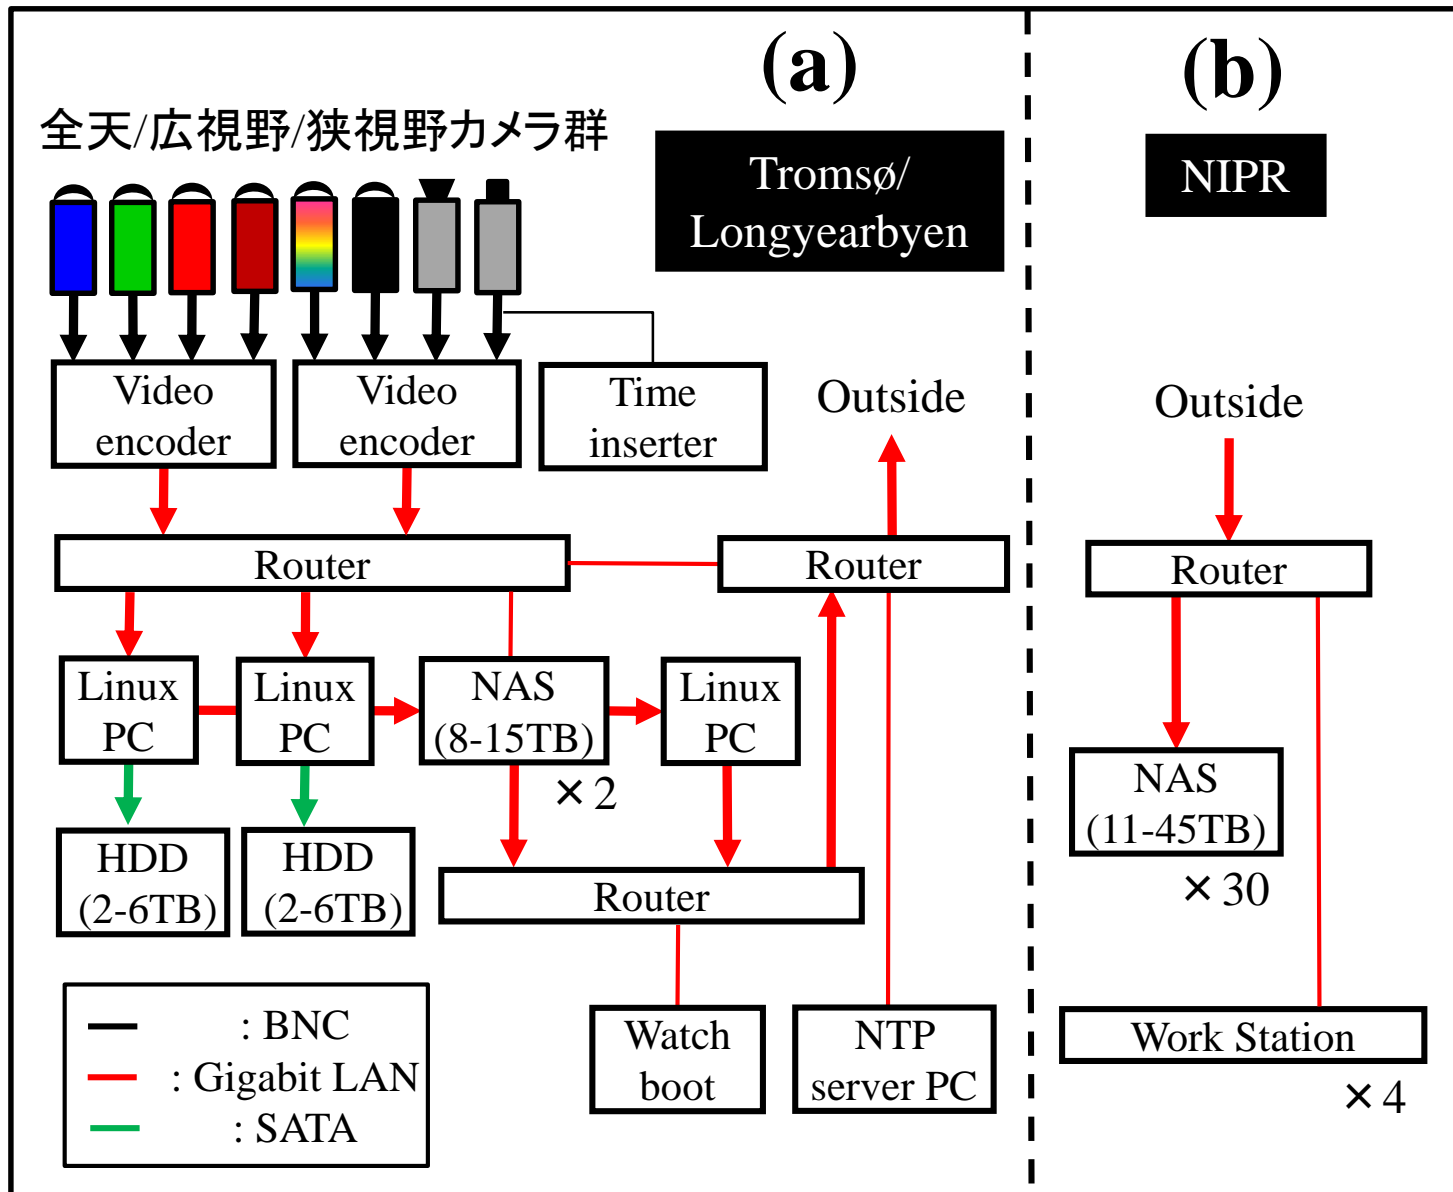 (a)
(b)
全天/広視野/狭視野カメラ群
Tromsø/
Longyearbyen
NIPR
Video
encoder
Video
encoder
Time
inserter
Outside
Outside
Router
Router
Router
Linux
PC
Linux
PC
NAS
(8-15TB)
×2
Linux
PC
NAS
(11-45TB)
×30
HDD
(2-6TB)
HDD
(2-6TB)
Router
Watch
boot
NTP
server PC
Work Station
×4
: BNC
: Gigabit LAN
: SATA